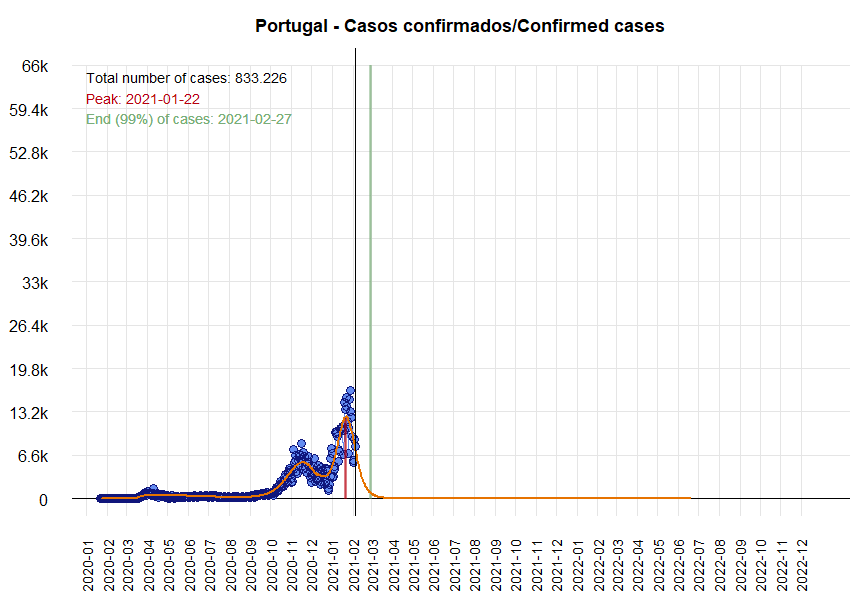 Portugal - Casos confirmados/Confirmed cases
66k
Total number of cases: 833.226
Peak: 2021-01-22
59.4k
End (99%) of cases: 2021-02-27
52.8k
46.2k
39.6k
33k
26.4k
19.8k
13.2k
6.6k
0
2020-01
2020-02
2020-03
2020-04
2020-05
2020-06
2020-07
2020-08
2020-09
2020-10
2020-11
2020-12
2021-01
2021-02
2021-03
2021-04
2021-05
2021-06
2021-07
2021-08
2021-09
2021-10
2021-11
2021-12
2022-01
2022-02
2022-03
2022-04
2022-05
2022-06
2022-07
2022-08
2022-09
2022-10
2022-11
2022-12